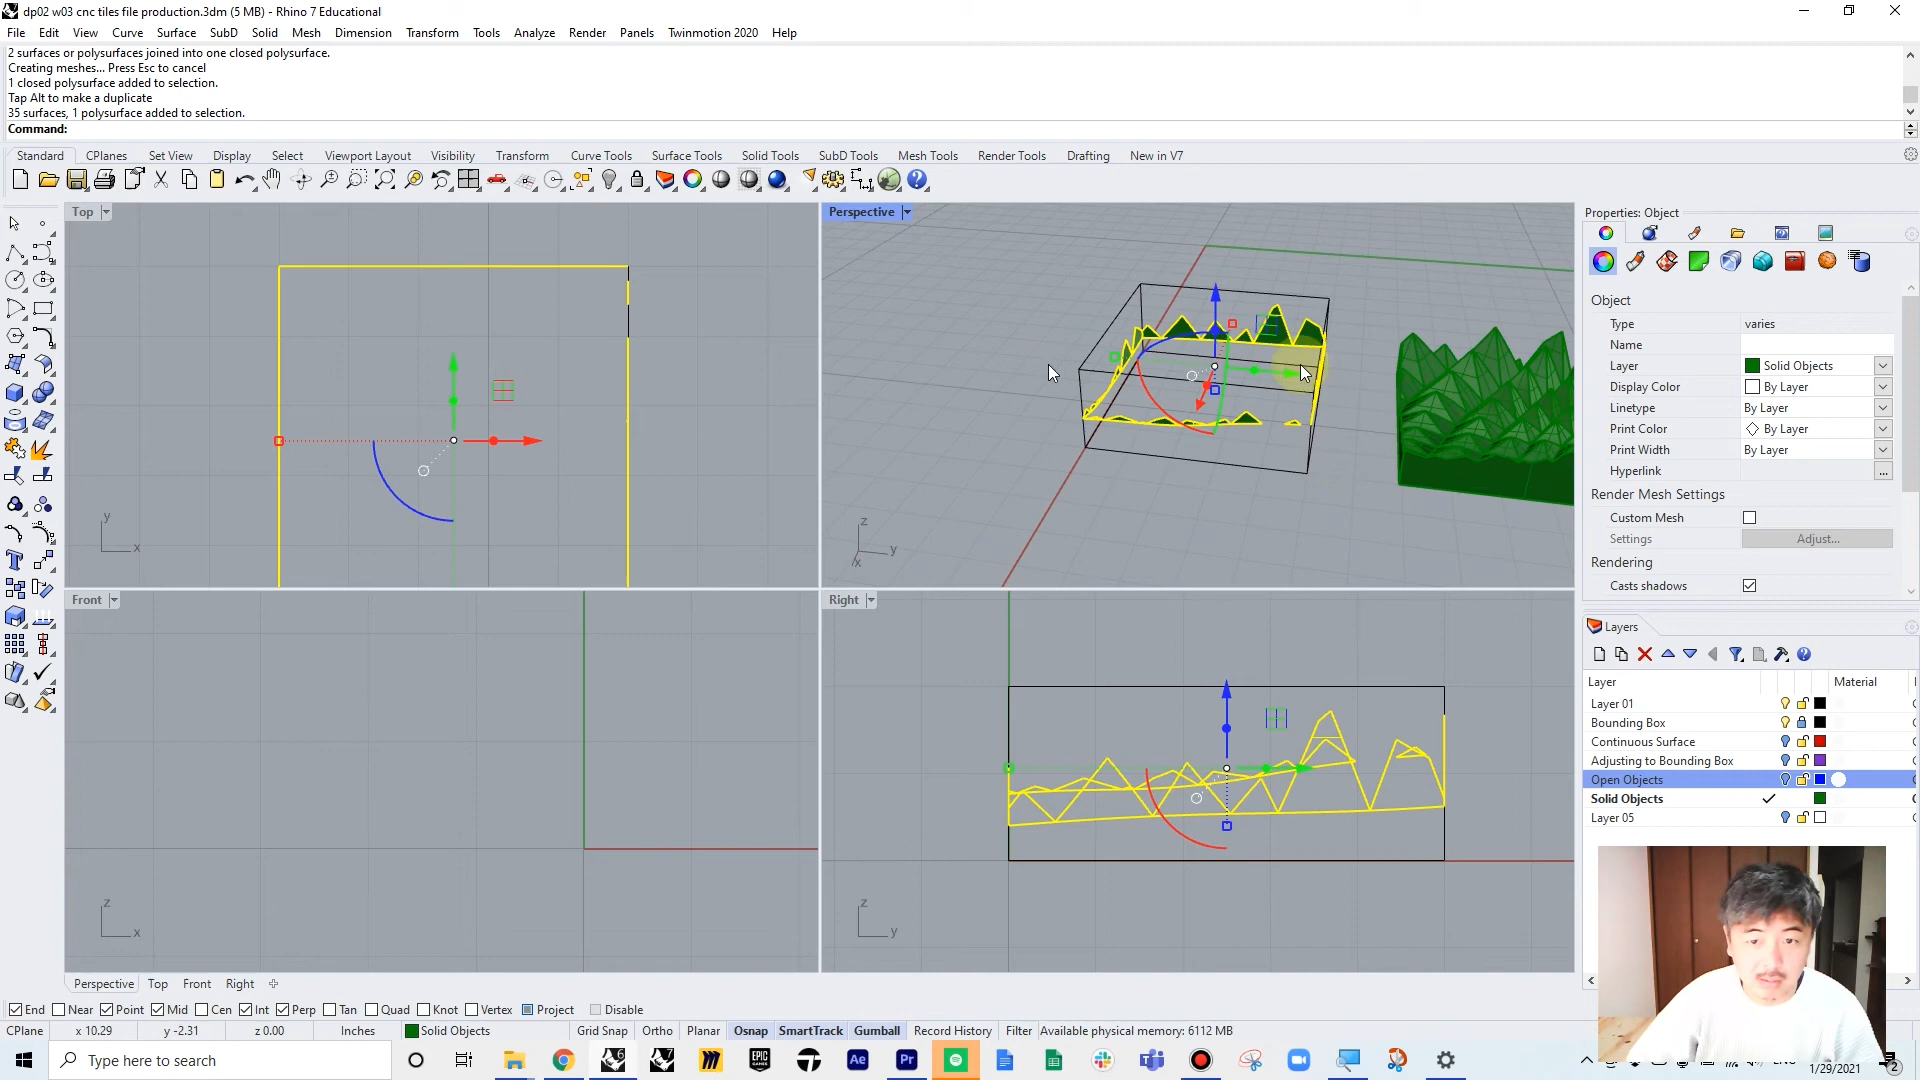 dp02 w03 cnc tiles file production.3dm (5 MB) - Rhino 7 Educational
File Edit View Curve Surface SubD Solid Mesh Dimension Transform Tools Analyze Render Panels Twinmotion 2020 Help
2 surfaces or polysurfaces joined into one closed polysurface.
Creating meshes... Press Esc to cancel
1 closed polysurface added to selection.
Tap Alt to make a duplicate
35 surfaces, 1 polysurface added to selection.
Command:
Standard CPlanes Set View Display Select Viewport Layout Visibility Transform Curve Tools Surface Tools Solid Tools SubD Tools Mesh Tools Render Tools Drafting New in V7
Top
Perspective
Properties: Object
Object
Type varies
Name
Layer Solid Objects
Display Color By Layer
Linetype By Layer
Print Color By Layer
Print Width By Layer
Hyperlink ...
Render Mesh Settings
Custom Mesh
Settings Adjust...
Rendering
Casts shadows
y
x
z
y
x
Front
Right
Layers
Layer Material
Layer 01
Bounding Box
Continuous Surface
Adjusting to Bounding Box
Open Objects
Solid Objects
Layer 05
z
x
z
y
Perspective Top Front Right
End Near Point Mid Cen Int Perp Tan Quad Knot Vertex Project Disable
CPlane x 10.29 y -2.31 z 0.00 Inches Solid Objects Grid Snap Ortho Planar Osnap SmartTrack Gumball Record History Filter Available physical memory: 6112 MB
Type here to search
6
7
Ae
Pr
1/29/2021
2